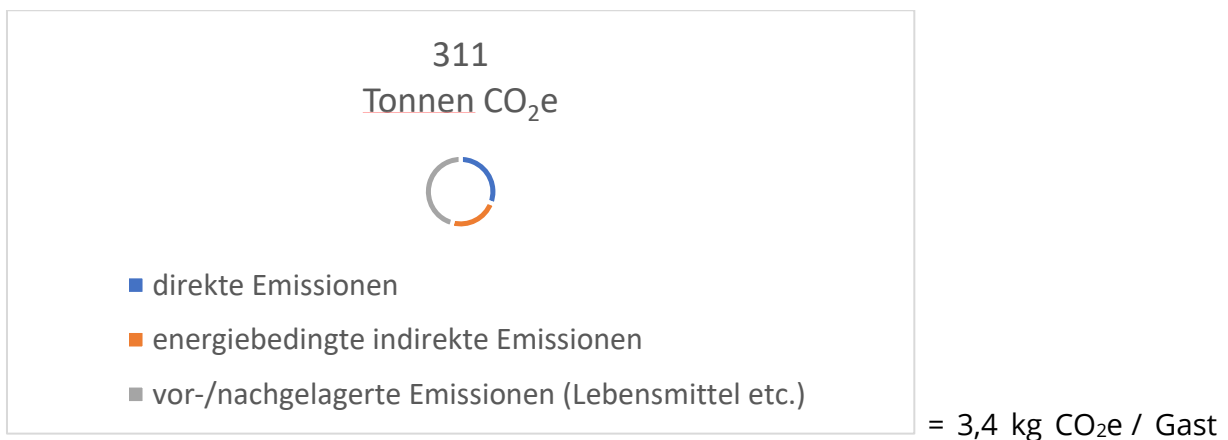 311
Tonnen CO₂e
direkte Emissionen
energiebedingte indirekte Emissionen
vor-/nachgelagerte Emissionen (Lebensmittel etc.)
= 3,4 kg CO₂e / Gast